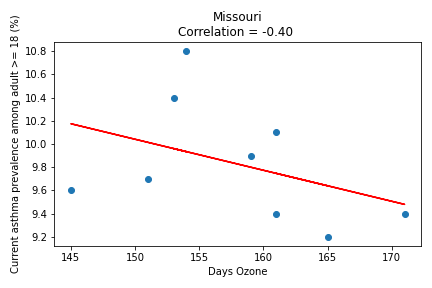 Missouri
Correlation = -0.40
Current asthma prevalence among adult >= 18 (%)
10.8
10.6
10.4
10.2
10.0
9.8
9.6
9.4
9.2
145 150 155 160 165 170
Days Ozone